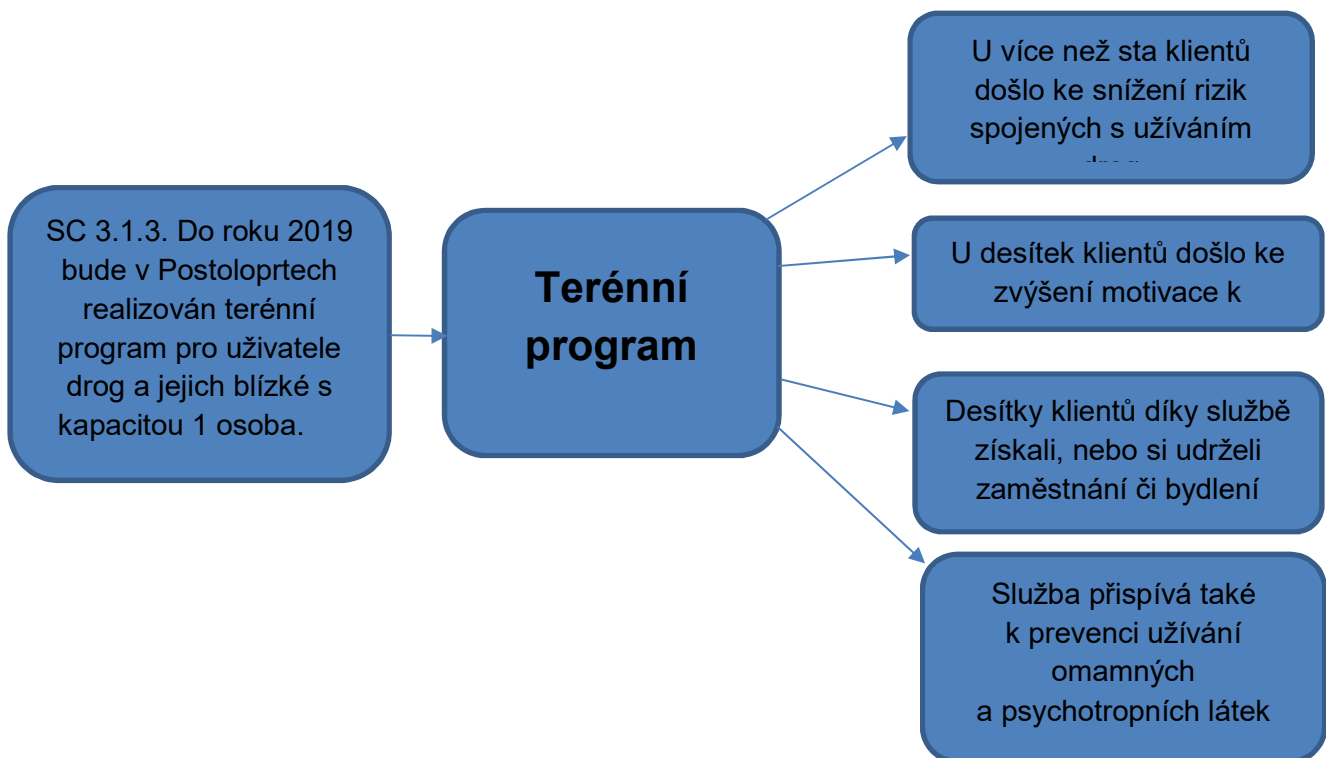 SC 3.1.3. Do roku 2019
bude v Postoloprtech
realizován terénní
program pro uživatele
drog a jejich blízké s
kapacitou 1 osoba.
Terénní
program
U více než sta klientů
došlo ke snížení rizik
spojených s užíváním
U desítek klientů došlo ke
zvýšení motivace k
Desítky klientů díky službě
získali, nebo si udrželi
zaměstnání či bydlení
Služba přispívá také
k prevenci užívání
omamných
a psychotropních látek